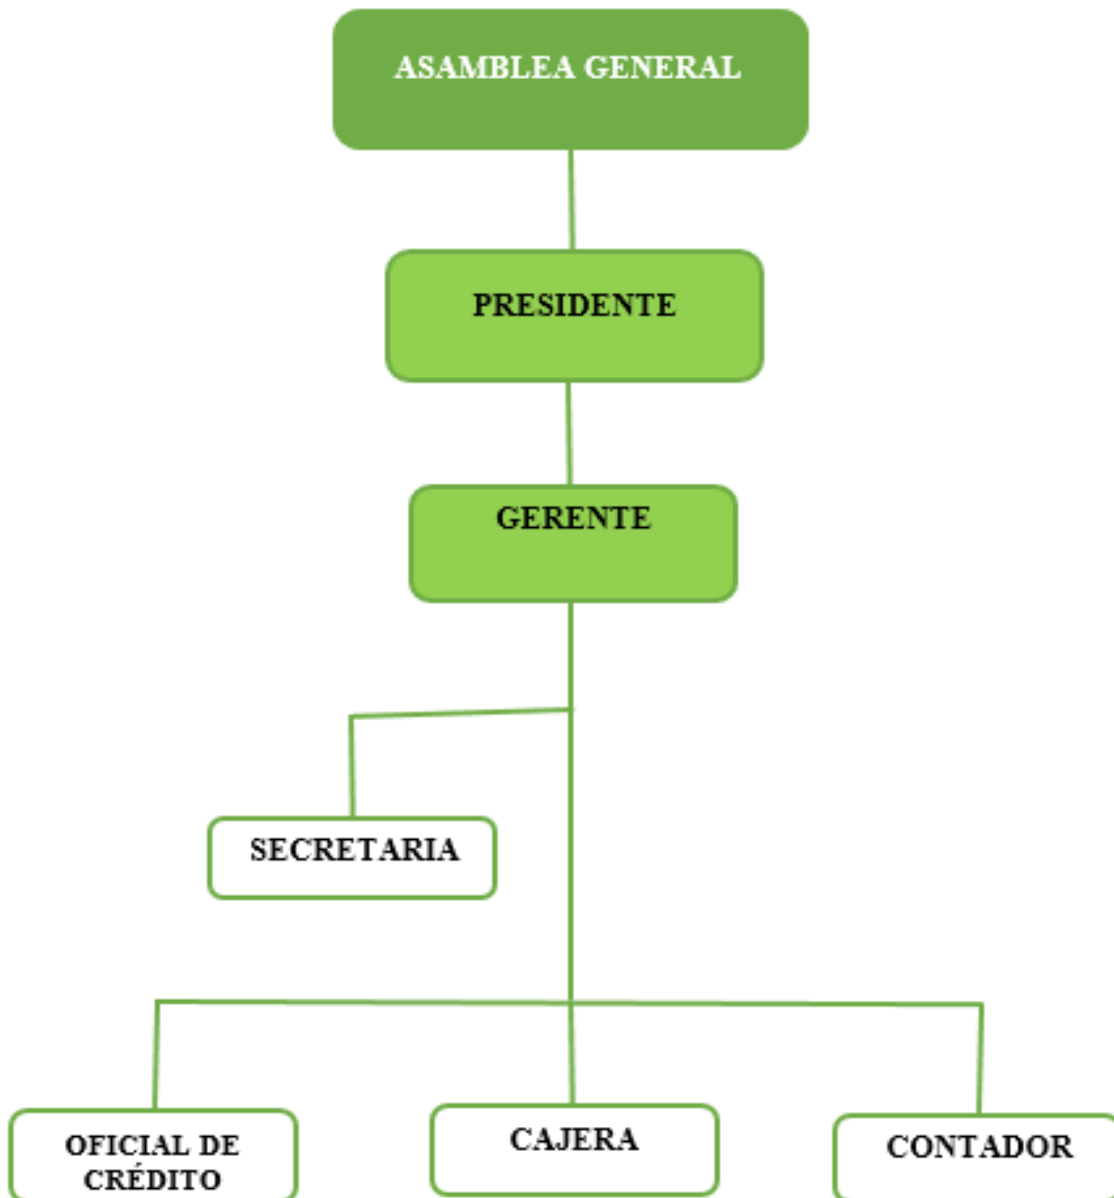 ASAMBLEA GENERAL
PRESIDENTE
GERENTE
SECRETARIA
OFICIAL DE
CRÉDITO
CAJERA
CONTADOR